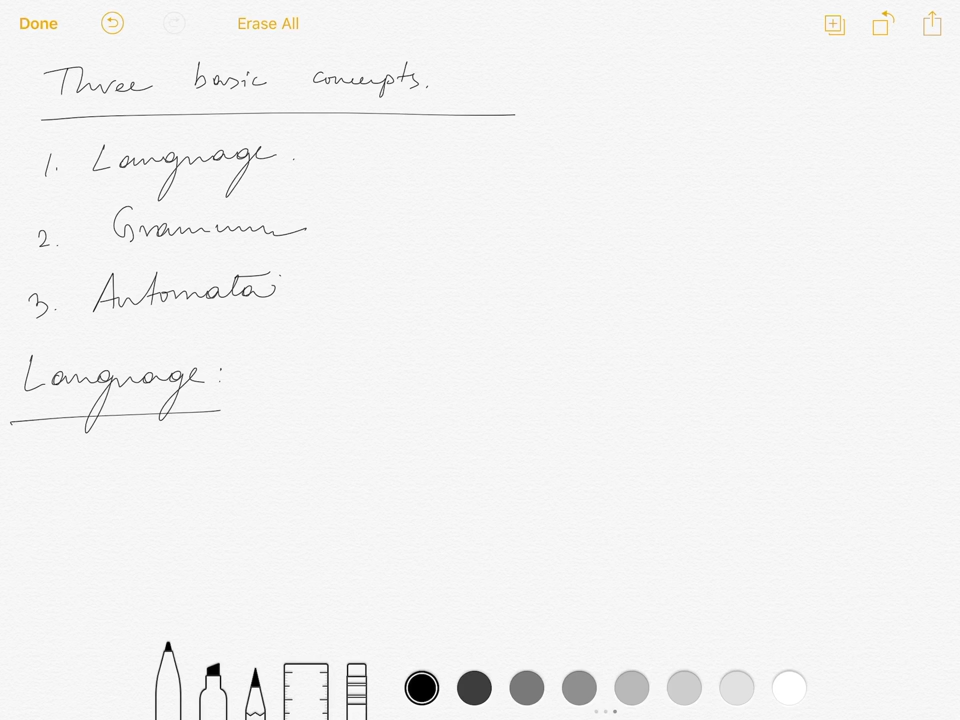 Done Erase All
Three basic concepts.
1. Language.
2. Grammar
3. Automata
Language: